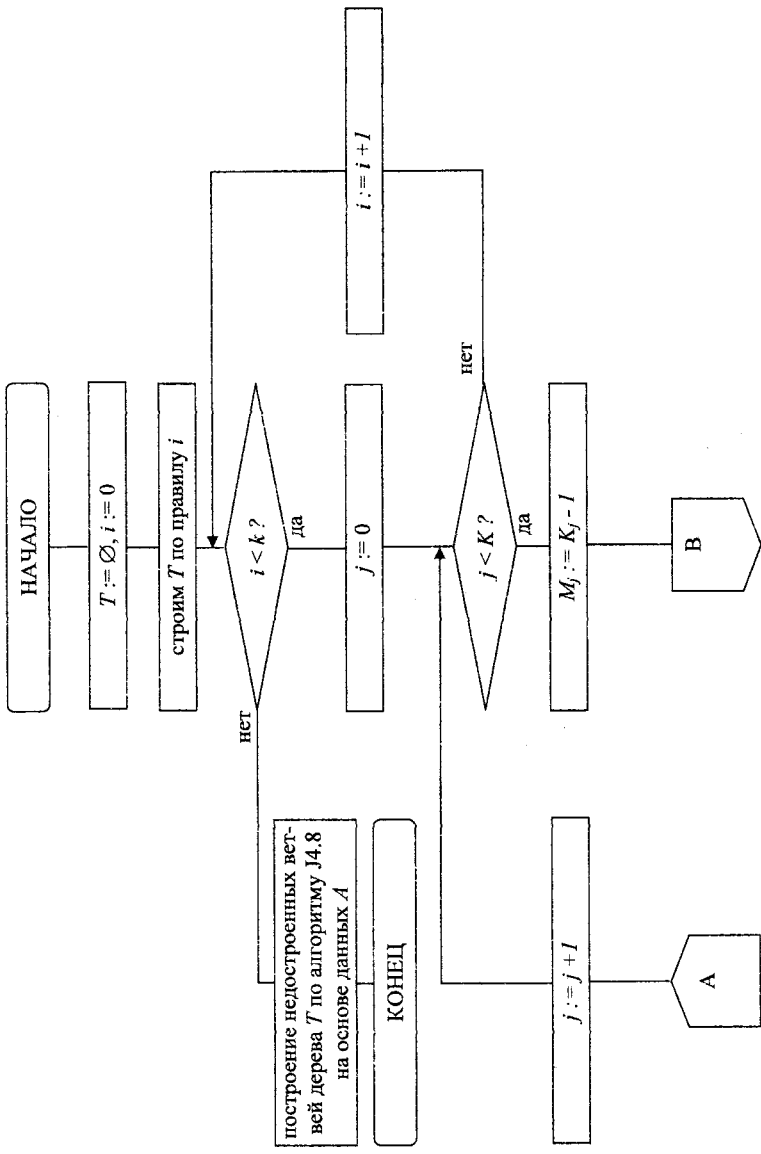 НАЧАЛО
T := ∅, i := 0
строим T по правилу i
i < k ?
нет
да
построение недостроенных вет-
вей дерева T по алгоритму J4.8
на основе данных A
КОНЕЦ
j := 0
i := i +1
j < K ?
нет
да
M_j := K_j - 1
j := j+1
A
B